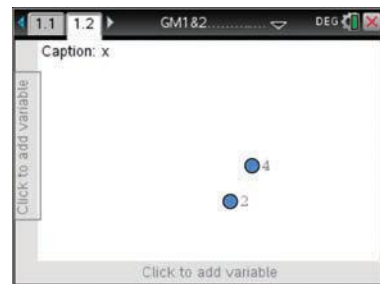 1.1 1.2 GM1&2............. DEG
Caption: x
Click to add variable
4
2
Click to add variable